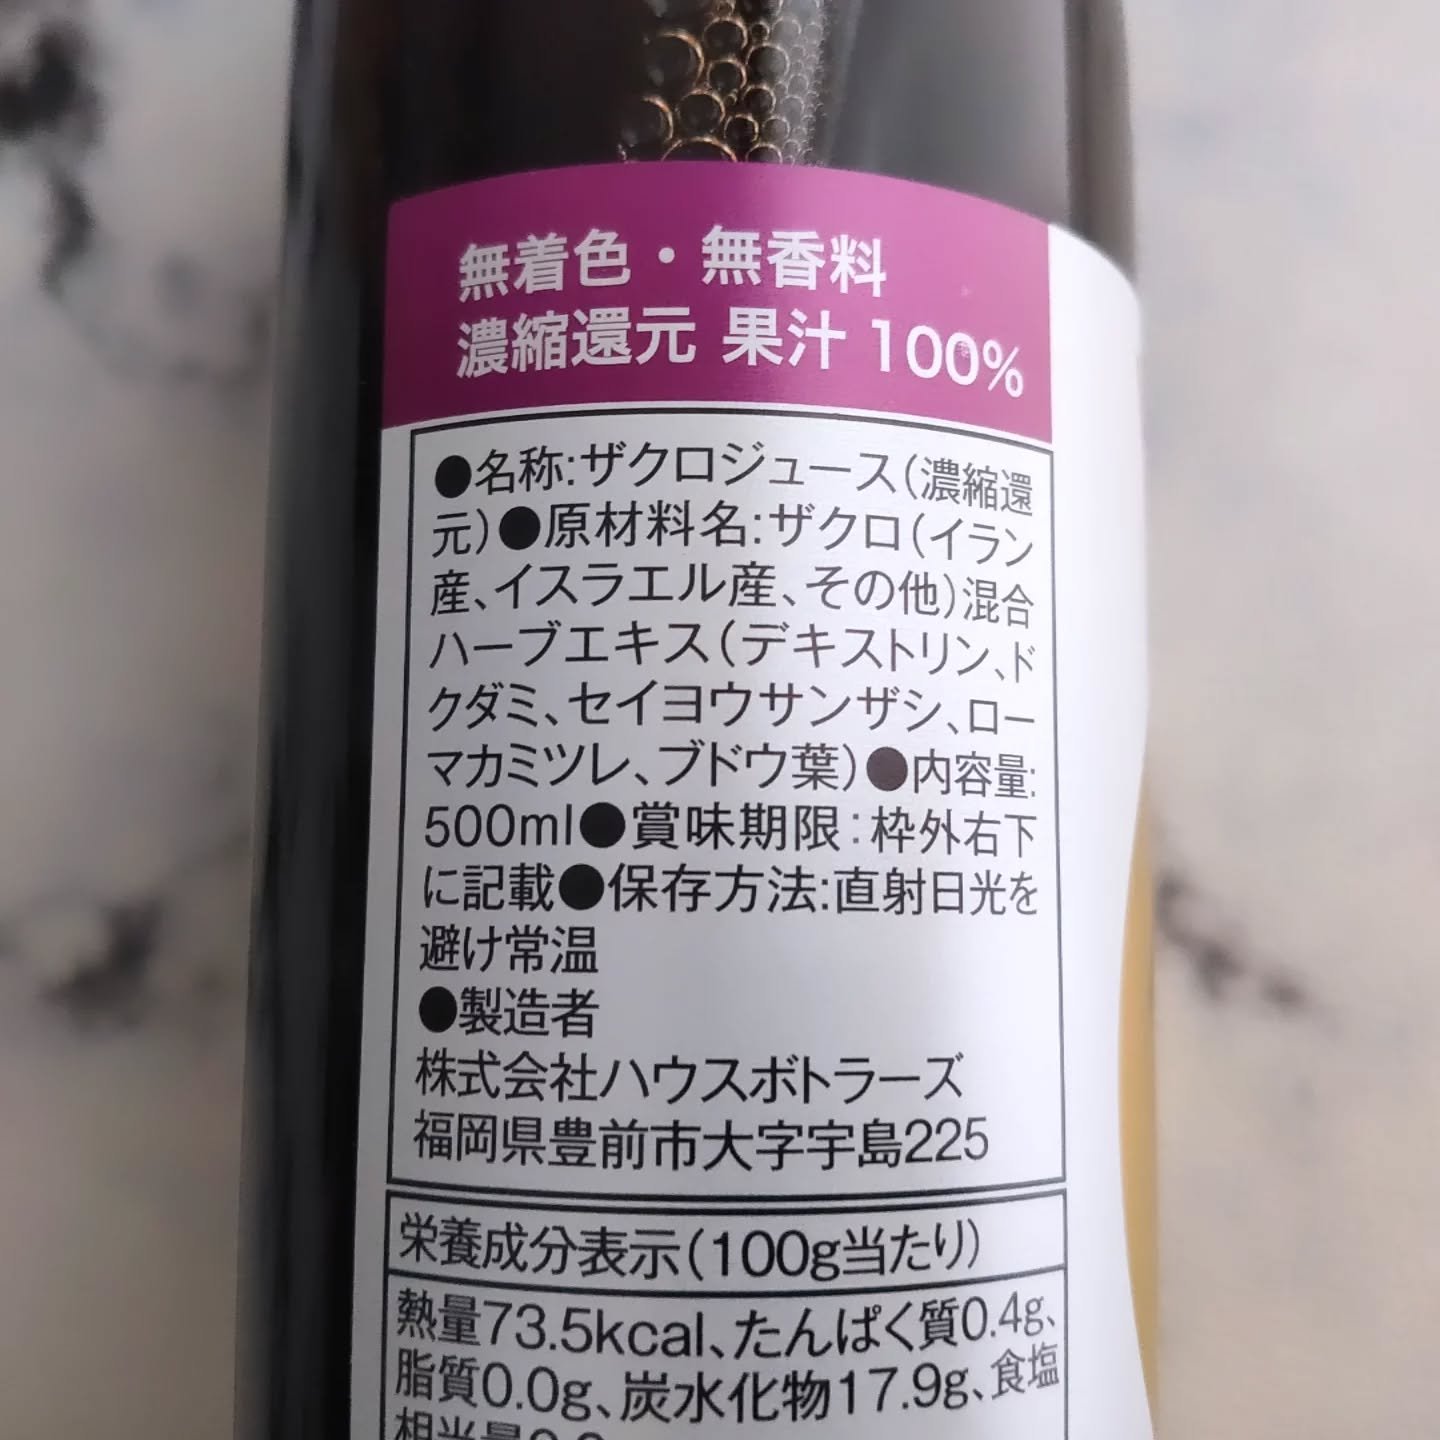 無着色・無香料
濃縮還元 果汁 100%
●名称:ザクロジュース(濃縮還
元)●原材料名:ザクロ(イラン
産、イスラエル産、その他)混合
ハーブエキス(デキストリン、ド
クダミ、セイヨウサンザシ、ロー
マカミツレ、ブドウ葉)●内容量:
500ml●賞味期限:枠外右下
に記載●保存方法:直射日光を
避け常温
●製造者
株式会社ハウスボトラーズ
福岡県豊前市大字宇島225
栄養成分表示(100g当たり)
熱量73.5kcal、たんぱく質0.4g、
脂質0.0g、炭水化物17.9g、食塩
相当量